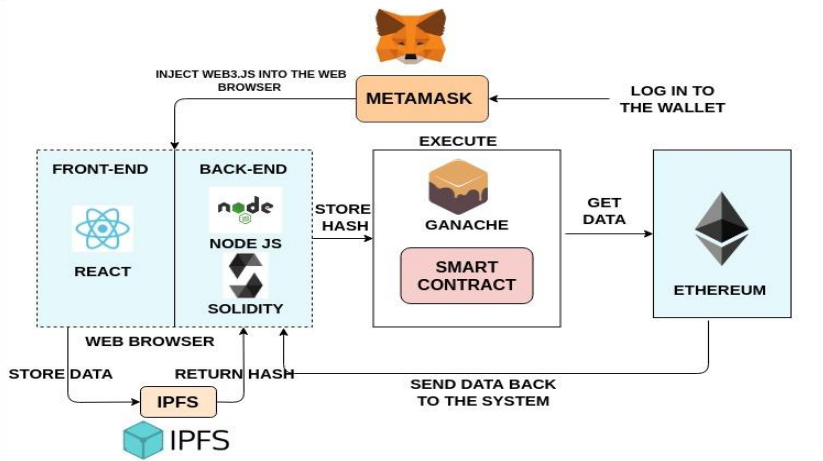 INJECT WEB3.JS INTO THE WEB
BROWSER
METAMASK
LOG IN TO
THE WALLET
FRONT-END
BACK-END
EXECUTE
node
JS
NODE JS
REACT
SOLIDITY
STORE
HASH
GANACHE
SMART
CONTRACT
GET
DATA
ETHEREUM
WEB BROWSER
STORE DATA
RETURN HASH
IPFS
IPFS
SEND DATA BACK
TO THE SYSTEM